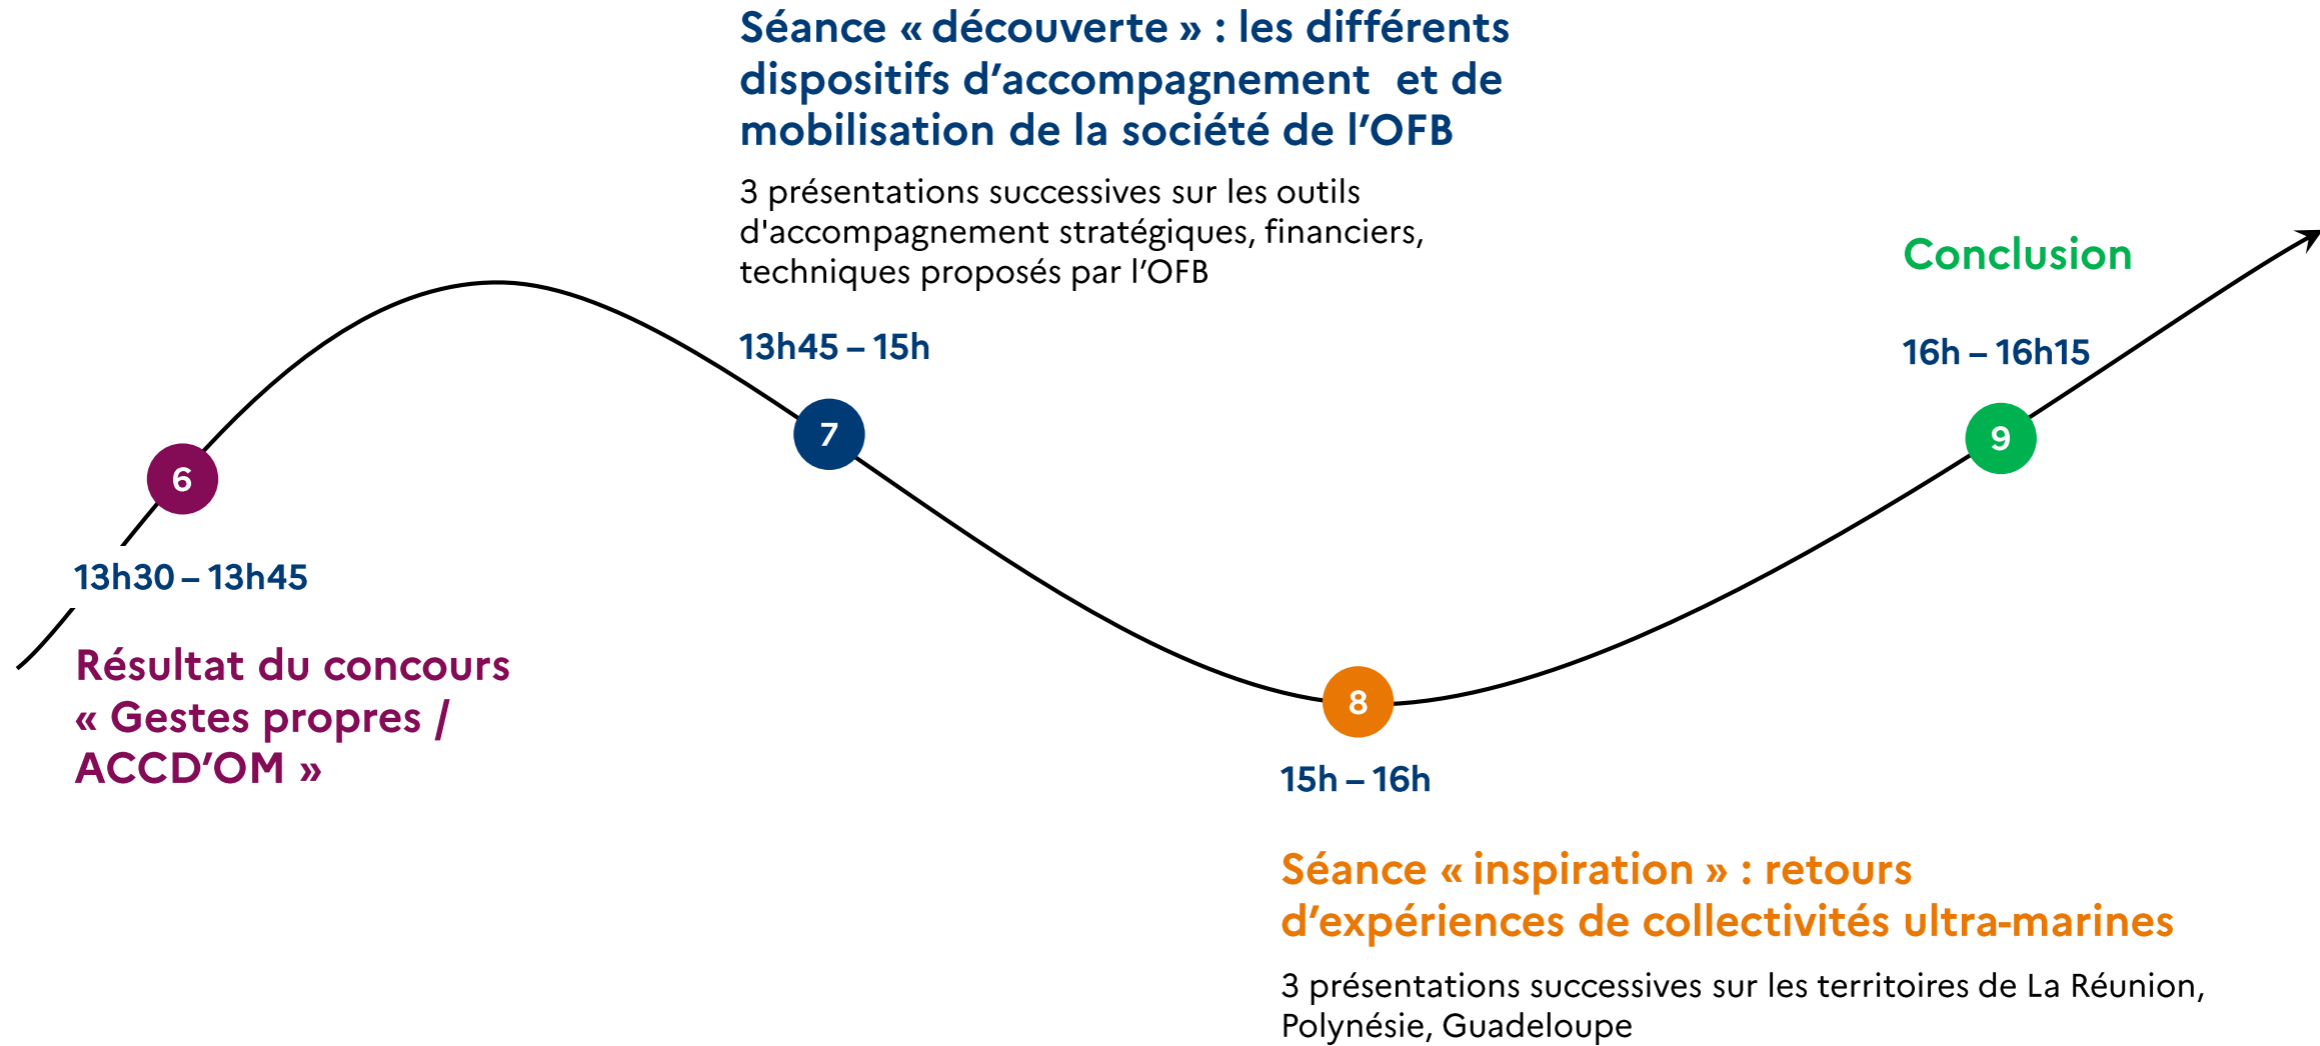 6
13h30 – 13h45
Résultat du concours
« Gestes propres /
ACCD’OM »
Séance « découverte » : les différents
dispositifs d’accompagnement et de
mobilisation de la société de l’OFB
3 présentations successives sur les outils
d'accompagnement stratégiques, financiers,
techniques proposés par l’OFB
13h45 – 15h
7
8
15h – 16h
Séance « inspiration » : retours
d’expériences de collectivités ultra-marines
3 présentations successives sur les territoires de La Réunion,
Polynésie, Guadeloupe
Conclusion
16h – 16h15
9